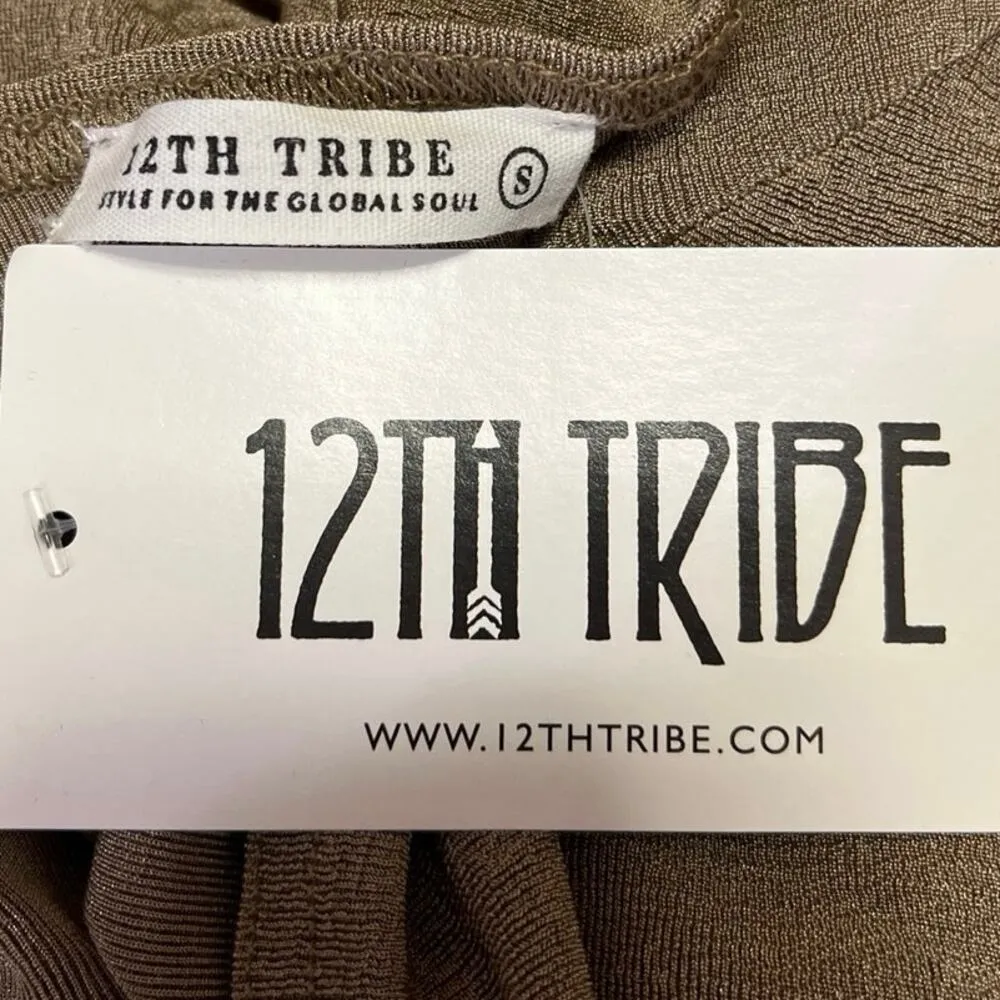 12TH TRIBE
STYLE FOR THE GLOBAL SOUL
S
12TH TRIBE
WWW.12THTRIBE.COM